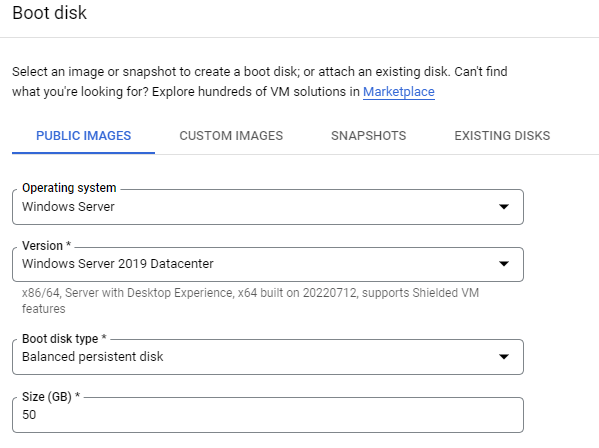 Boot disk
Select an image or snapshot to create a boot disk; or attach an existing disk. Can't find
what you're looking for? Explore hundreds of VM solutions in Marketplace
PUBLIC IMAGES CUSTOM IMAGES SNAPSHOTS EXISTING DISKS
Operating system
Windows Server
Version *
Windows Server 2019 Datacenter
x86/64, Server with Desktop Experience, x64 built on 20220712, supports Shielded VM
features
Boot disk type *
Balanced persistent disk
Size (GB) *
50